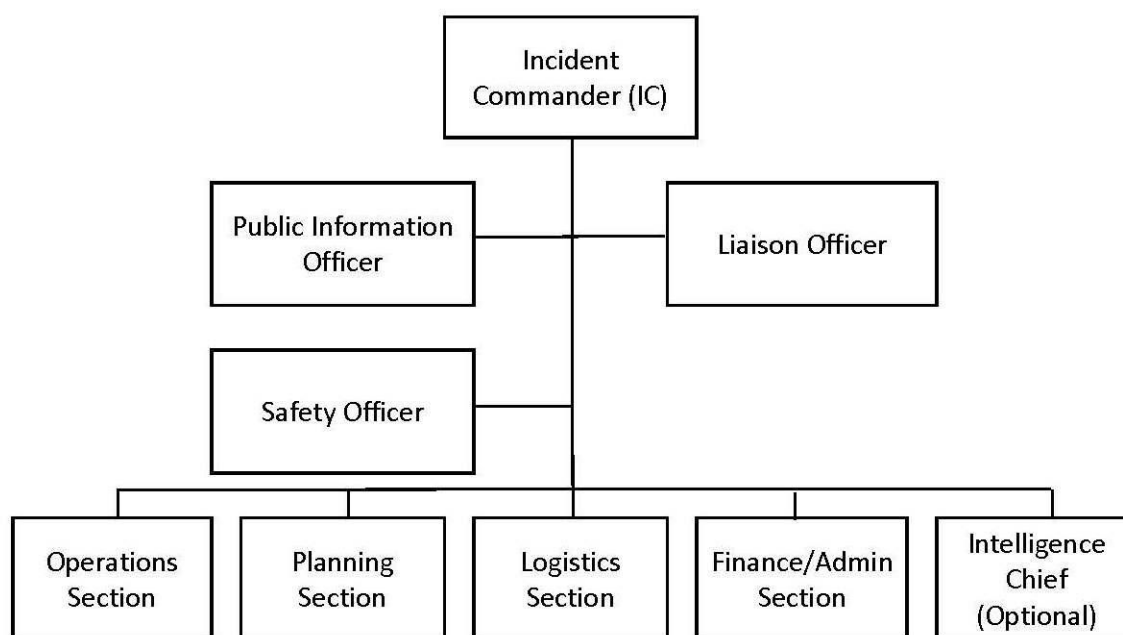 Incident
Commander (IC)
Public Information
Officer
Liaison Officer
Safety Officer
Operations
Section
Planning
Section
Logistics
Section
Finance/Admin
Section
Intelligence
Chief
(Optional)